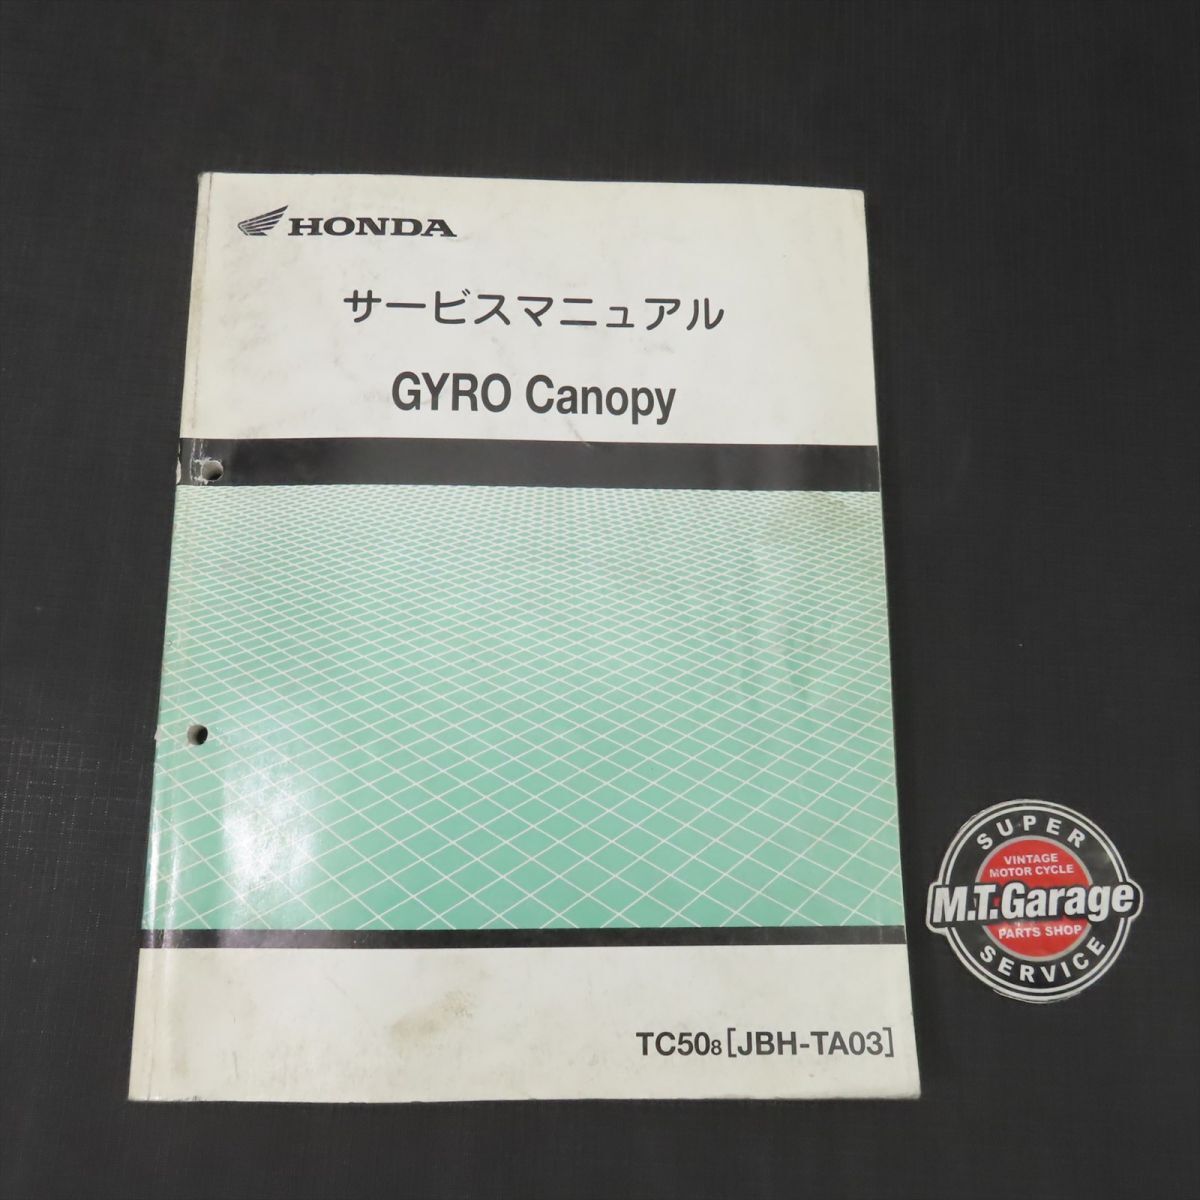 HONDA
サービスマニュアル
GYRO Canopy
TC508[JBH-TA03]
SUPER
VINTAGE
MOTOR CYCLE
M.T.Garage
PARTS SHOP
SERVICE